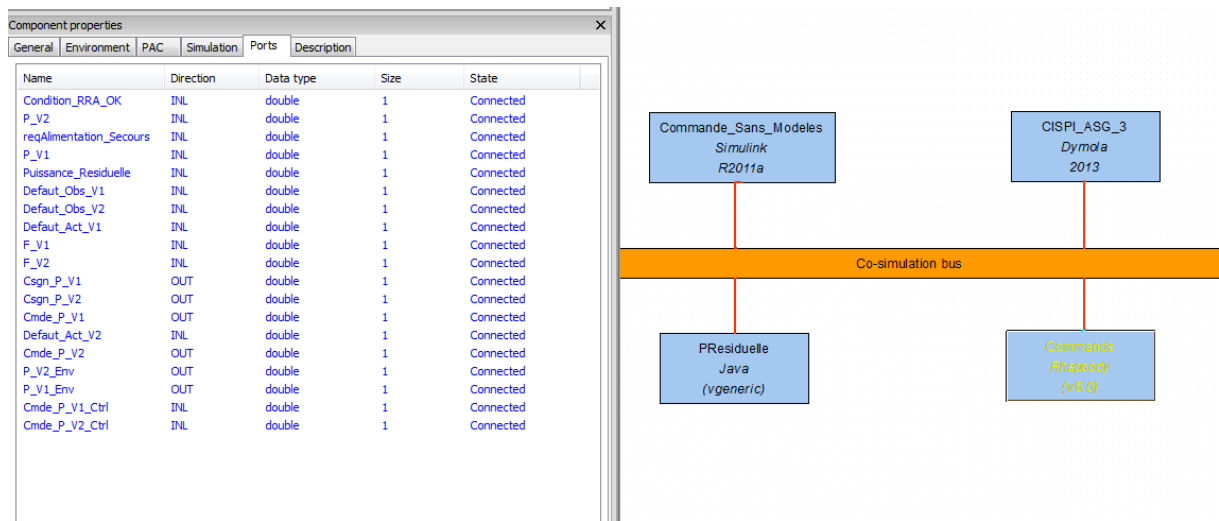 Component properties
General Environment PAC Simulation Ports Description
Name Direction Data type Size State
Condition_RRA_OK INL double 1 Connected
P_V2 INL double 1 Connected
reqAlimentation_Secours INL double 1 Connected
P_V1 INL double 1 Connected
Puissance_Residuelle INL double 1 Connected
Defaut_Obs_V1 INL double 1 Connected
Defaut_Obs_V2 INL double 1 Connected
Defaut_Act_V1 INL double 1 Connected
F_V1 INL double 1 Connected
F_V2 INL double 1 Connected
Csgn_P_V1 OUT double 1 Connected
Csgn_P_V2 OUT double 1 Connected
Cmde_P_V1 OUT double 1 Connected
Defaut_Act_V2 INL double 1 Connected
Cmde_P_V2 OUT double 1 Connected
P_V2_Env OUT double 1 Connected
P_V1_Env OUT double 1 Connected
Cmde_P_V1_Ctrl INL double 1 Connected
Cmde_P_V2_Ctrl INL double 1 Connected
Commande_Sans_Modeles
Simulink
R2011a
CISPI_ASG_3
Dymola
2013
Co-simulation bus
PResiduelle
Java
(vgeneric)
Commande
Rhapsody
(v8.0)